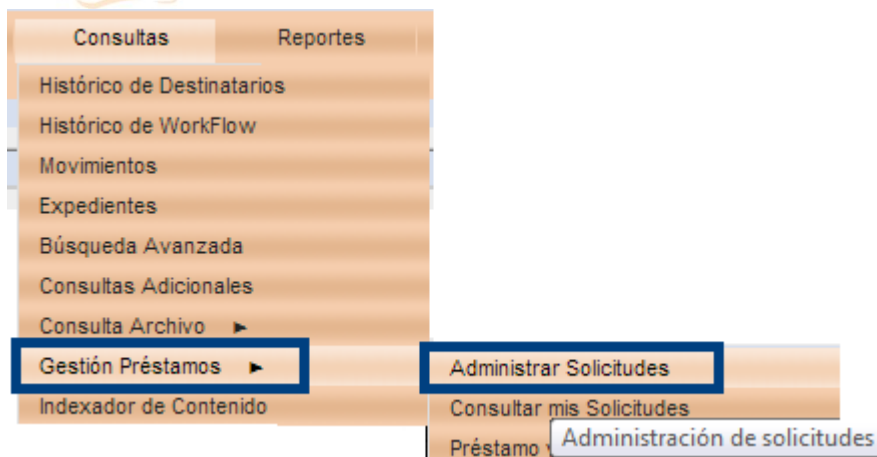 Consultas Reportes
Histórico de Destinatarios
Histórico de WorkFlow
Movimientos
Expedientes
Búsqueda Avanzada
Consultas Adicionales
Consulta Archivo ►
Gestión Préstamos ►
Administrar Solicitudes
Indexador de Contenido
Consultar mis Solicitudes
Préstamo
Administración de solicitudes